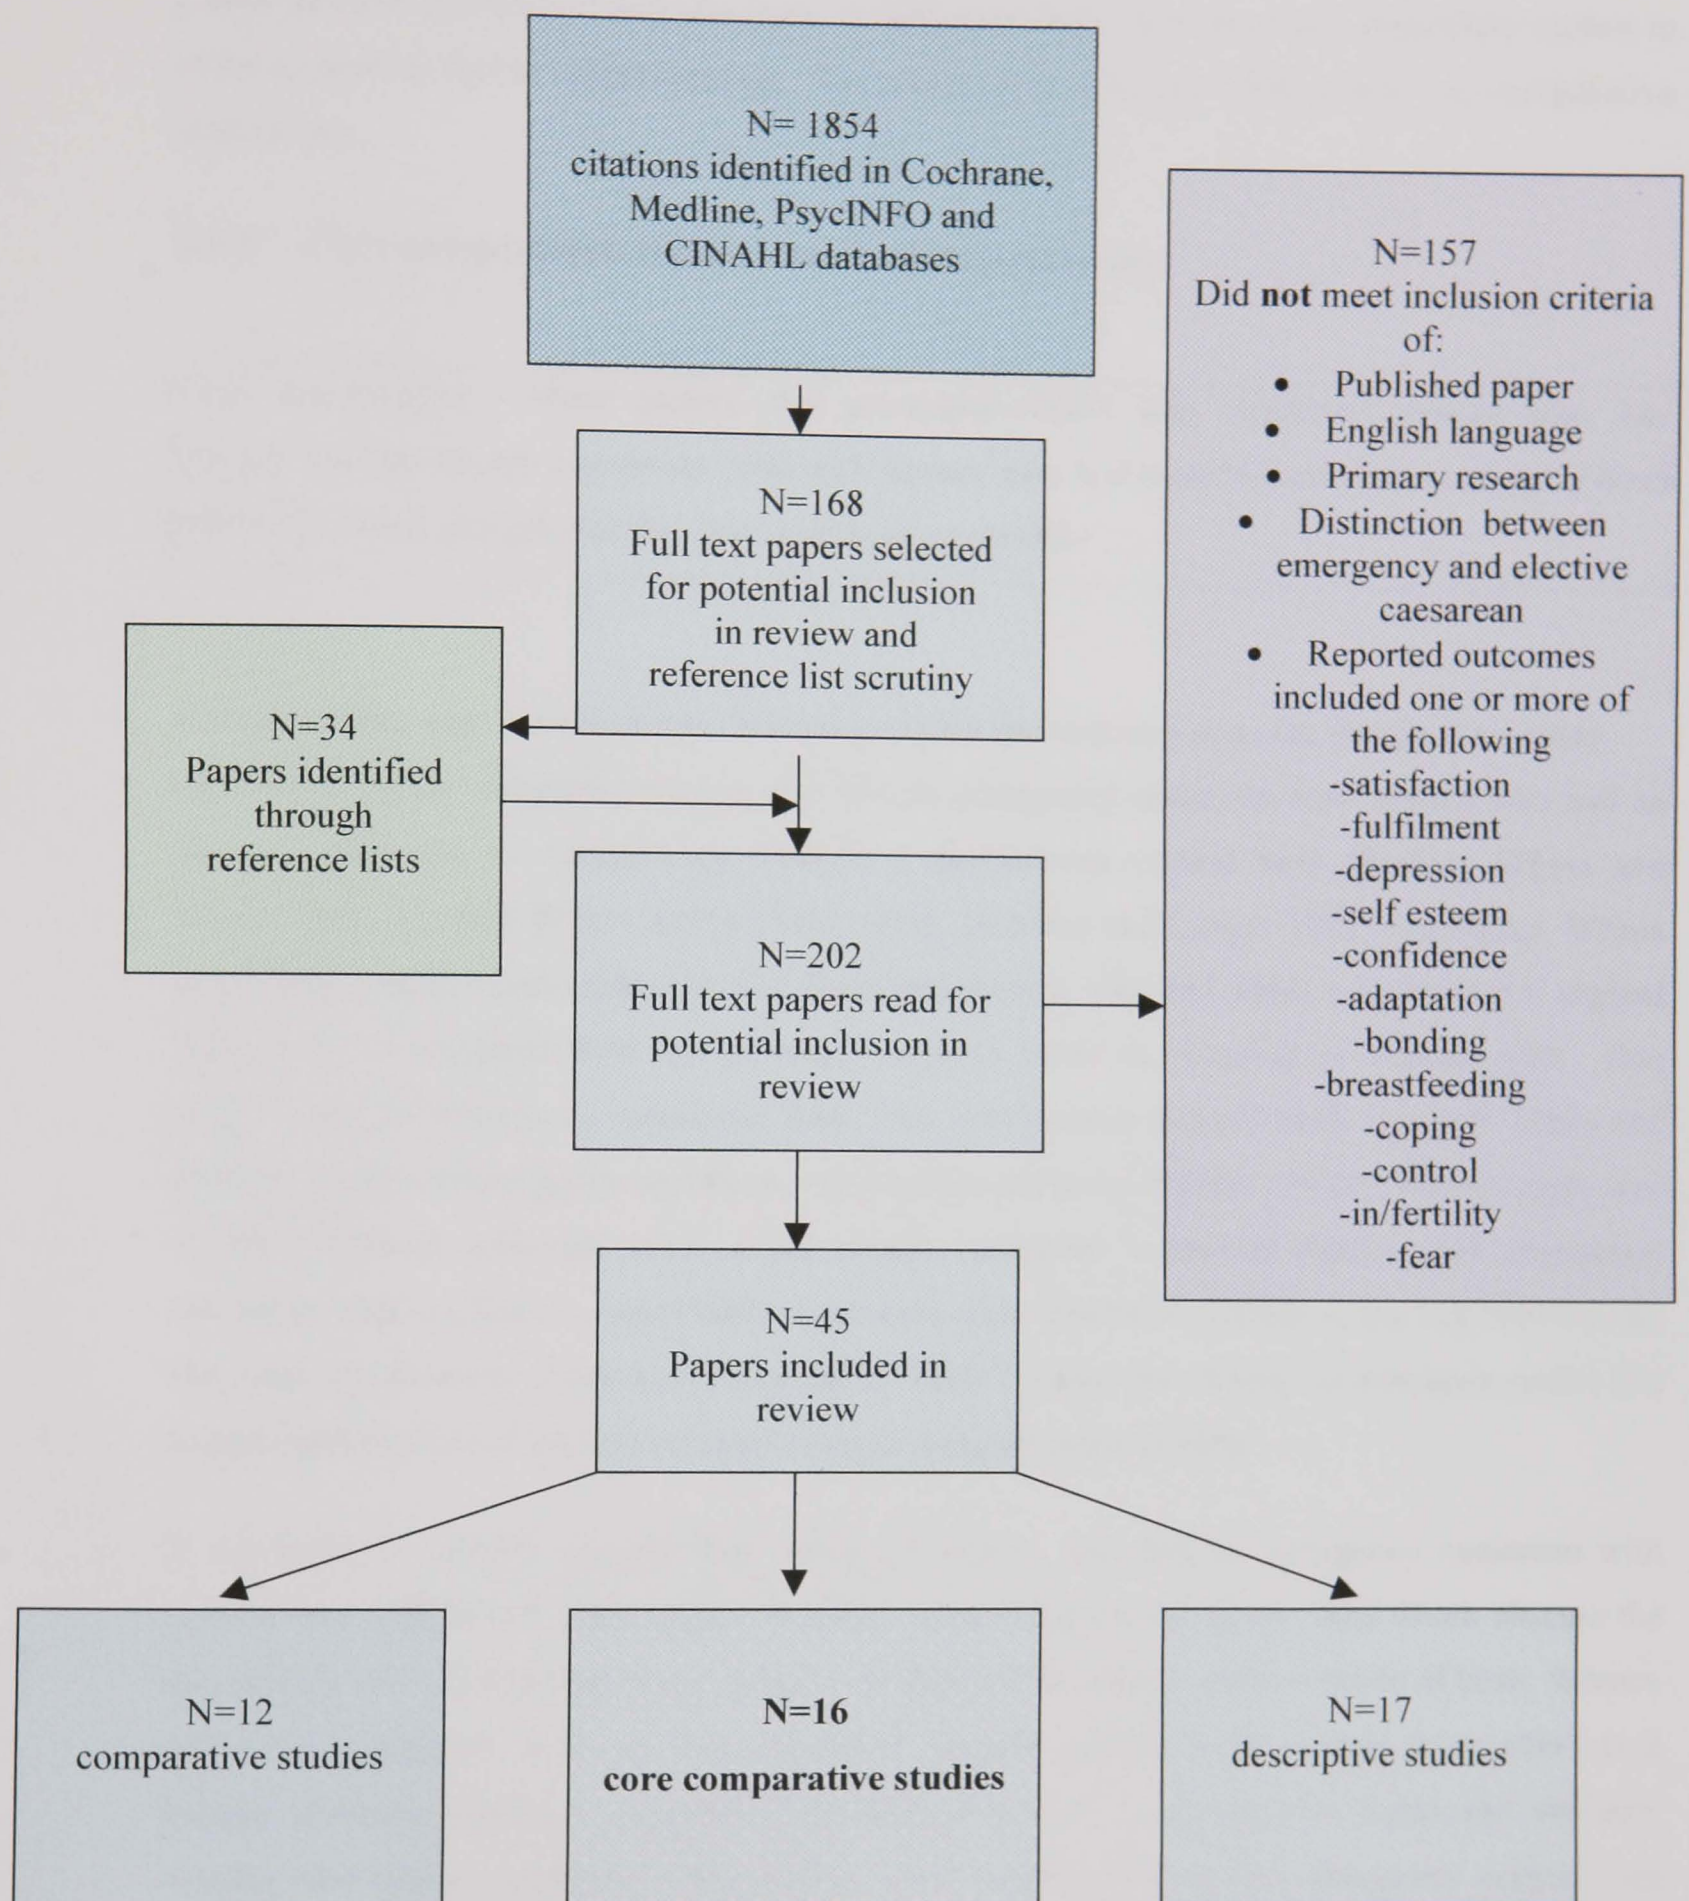 N= 1854
citations identified in Cochrane,
Medline, PsycINFO and
CINAHL databases
N=168
Full text papers selected
for potential inclusion
in review and
reference list scrutiny
N=34
Papers identified
through
reference lists
N=202
Full text papers read for
potential inclusion in
review
N=157
Did not meet inclusion criteria
of:
• Published paper
• English language
• Primary research
• Distinction between
emergency and elective
caesarean
• Reported outcomes
included one or more of
the following
-satisfaction
-fulfilment
-depression
-self esteem
-confidence
-adaptation
-bonding
-breastfeeding
-coping
-control
-in/fertility
-fear
N=45
Papers included in
review
N=12
comparative studies
N=16
core comparative studies
N=17
descriptive studies